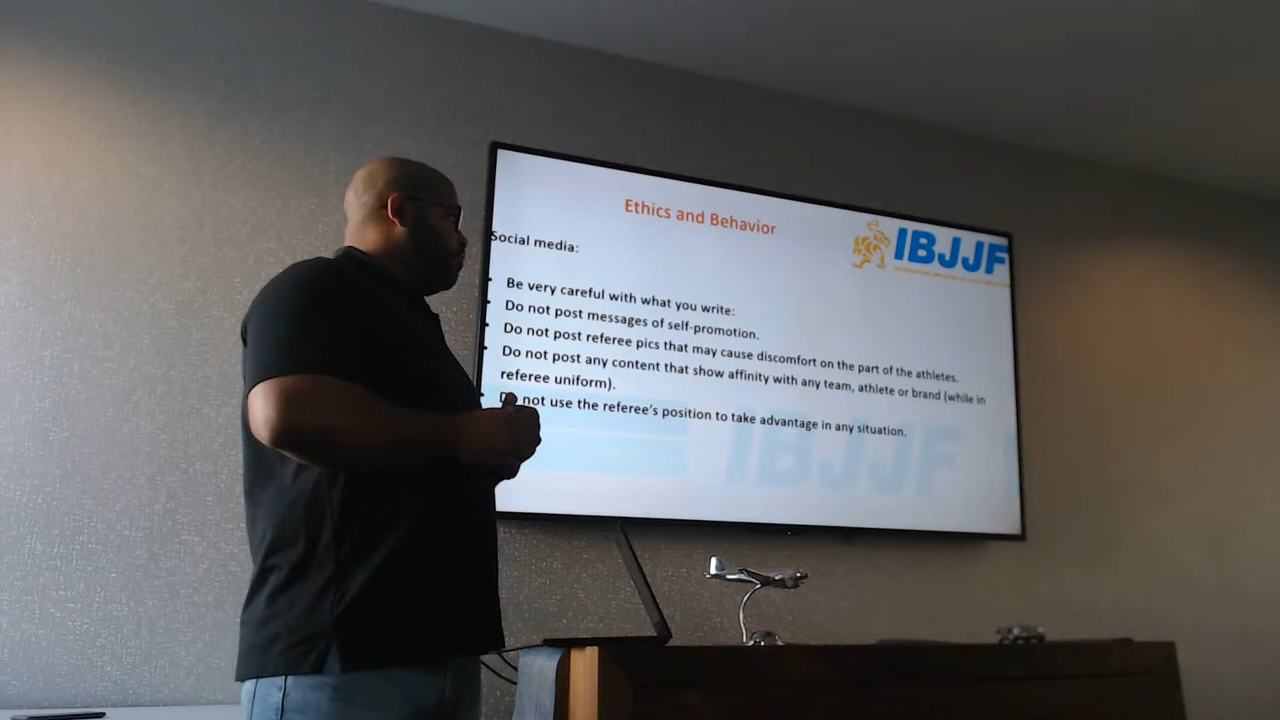 Ethics and Behavior
IBJJF
Social media:
Be very careful with what you write:
Do not post messages of self-promotion.
Do not post referee pics that may cause discomfort on the part of the athletes.
Do not post any content that show affinity with any team, athlete or brand (while in
referee uniform).
Do not use the referee's position to take advantage in any situation.
IBJJF